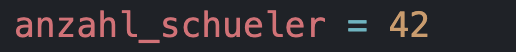 anzahl_schueler = 42